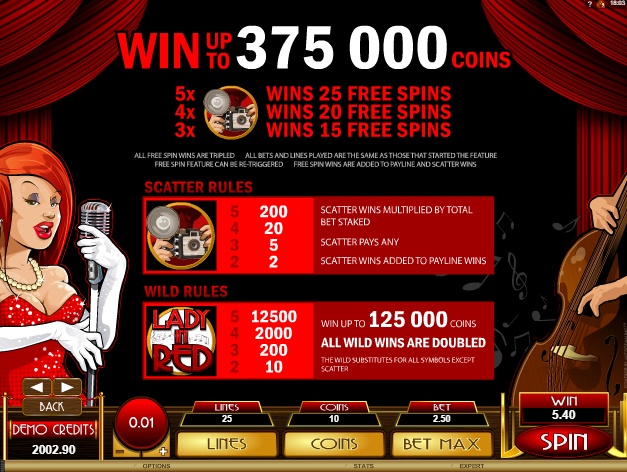 ? 18:03
WIN UP TO 375 000 COINS
5x WINS 25 FREE SPINS
4x WINS 20 FREE SPINS
3x WINS 15 FREE SPINS
ALL FREE SPIN WINS ARE TRIPLED ALL BETS AND LINES PLAYED ARE THE SAME AS THOSE THAT STARTED THE FEATURE
FREE SPIN FEATURE CAN BE RE-TRIGGERED FREE SPIN WINS ARE ADDED TO PAYLINE AND SCATTER WINS
SCATTER RULES
5 200 SCATTER WINS MULTIPLIED BY TOTAL
4 20 BET STAKED
3 5 SCATTER PAYS ANY
2 2 SCATTER WINS ADDED TO PAYLINE WINS
WILD RULES
LADY in RED
5 12500 WIN UP TO 125 000 COINS
4 2000 ALL WILD WINS ARE DOUBLED
3 200 THE WILD SUBSTITUTES FOR ALL SYMBOLS EXCEPT
2 10 SCATTER
BACK
DEMO CREDITS
2002.90
0.01
− +
LINES COINS BET WIN
25 10 2.50 5.40
LINES COINS BET MAX SPIN
OPTIONS STATS EXPERT